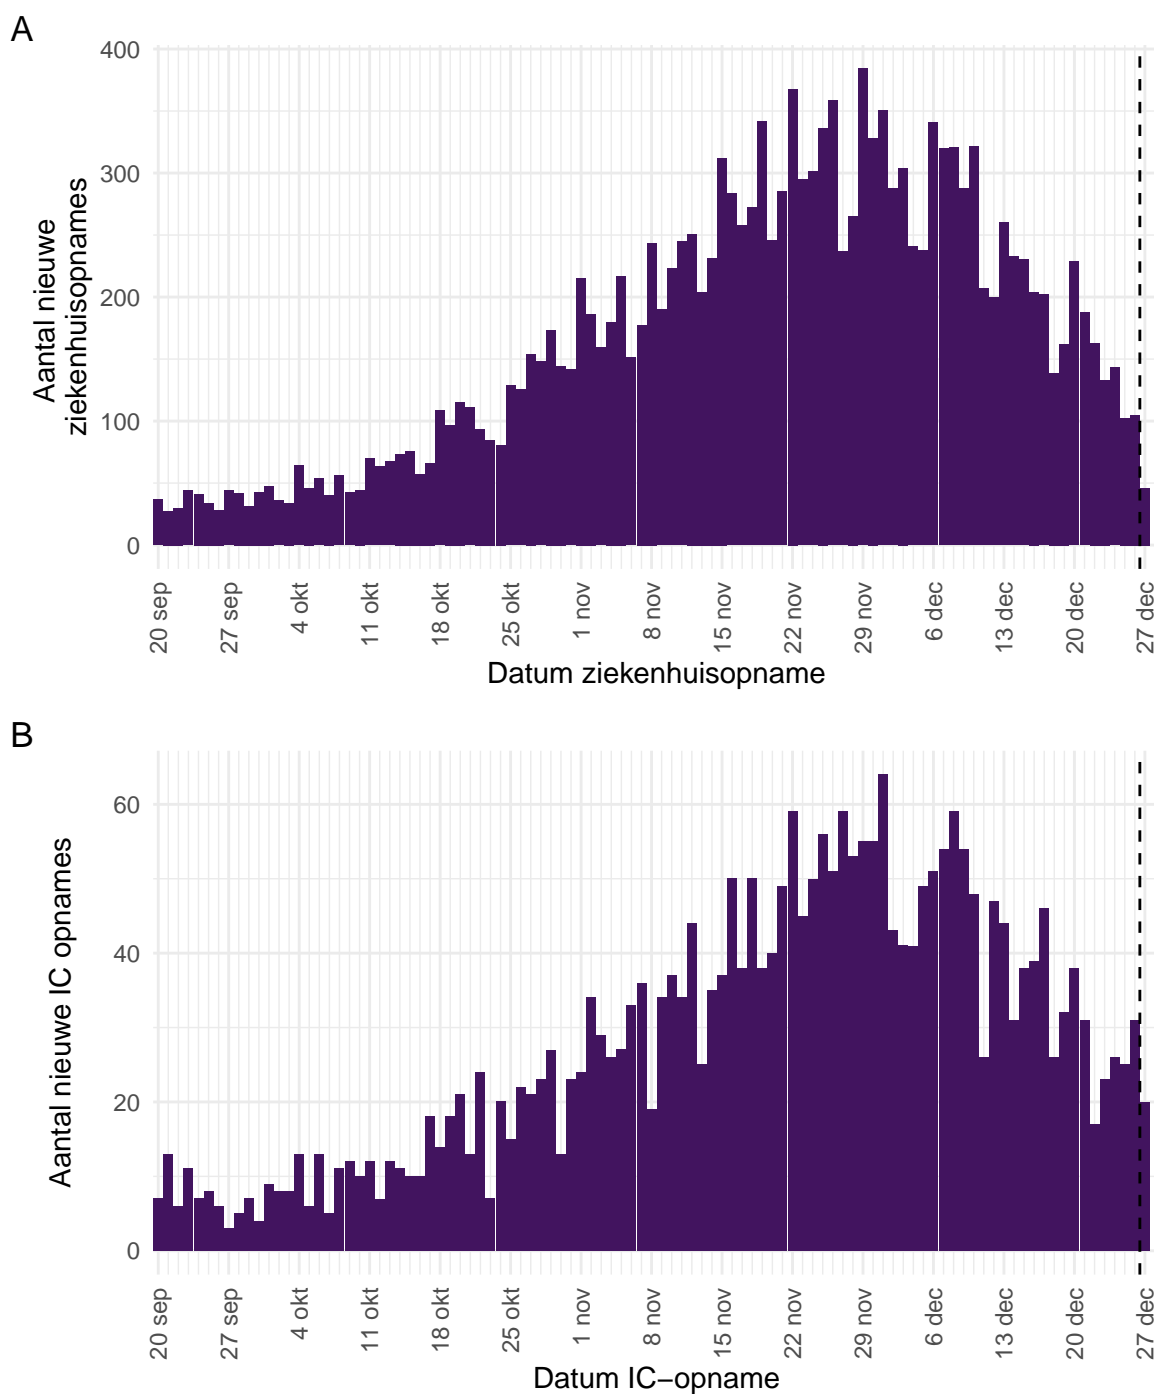 A
400
300
200
100
0
Aantal nieuwe
ziekenhuisopnames
20 sep
27 sep
4 okt
11 okt
18 okt
25 okt
1 nov
8 nov
15 nov
22 nov
29 nov
6 dec
13 dec
20 dec
27 dec
Datum ziekenhuisopname
B
60
40
20
0
Aantal nieuwe IC opnames
20 sep
27 sep
4 okt
11 okt
18 okt
25 okt
1 nov
8 nov
15 nov
22 nov
29 nov
6 dec
13 dec
20 dec
27 dec
Datum IC−opname